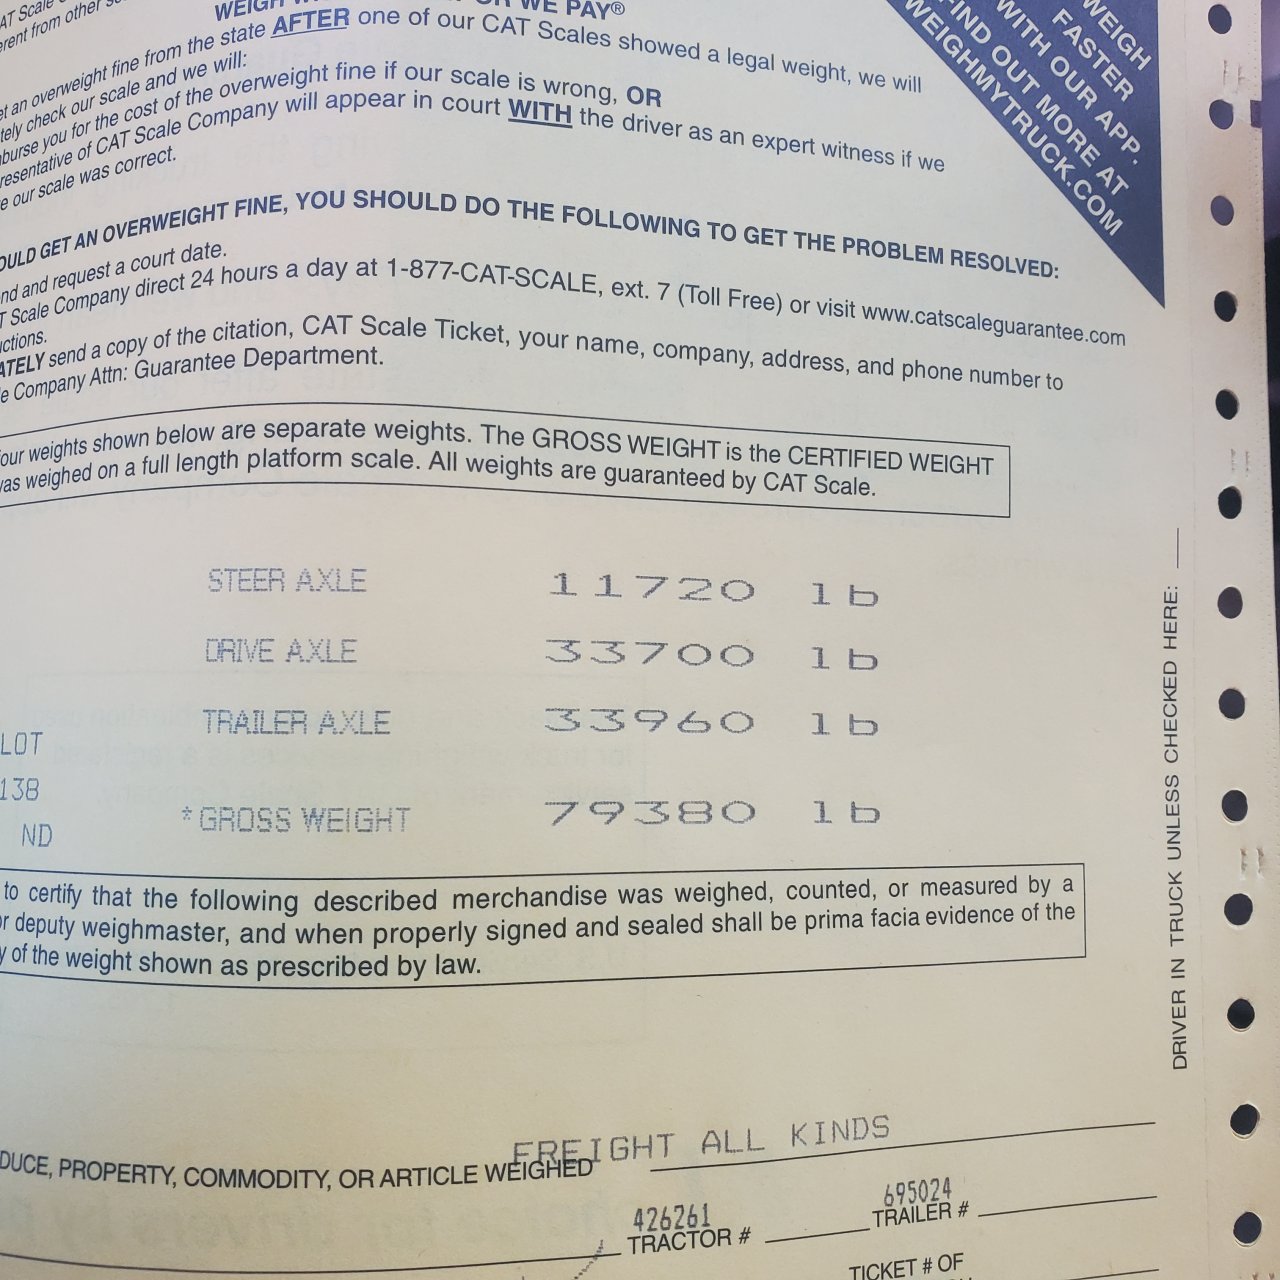 AT Scale
erent from other
WEIGH WE PAY®
et an overweight fine from the state AFTER one of our CAT Scales showed a legal weight, we will
tely check our scale and we will:
burse you for the cost of the overweight fine if our scale is wrong, OR
resentative of CAT Scale Company will appear in court WITH the driver as an expert witness if we
e our scale was correct.
WEIGH
FASTER
WITH OUR APP.
FIND OUT MORE AT
WEIGHMYTRUCK.COM
OULD GET AN OVERWEIGHT FINE, YOU SHOULD DO THE FOLLOWING TO GET THE PROBLEM RESOLVED:
nd and request a court date.
T Scale Company direct 24 hours a day at 1-877-CAT-SCALE, ext. 7 (Toll Free) or visit www.catscaleguarantee.com
uctions.
ATELY send a copy of the citation, CAT Scale Ticket, your name, company, address, and phone number to
e Company Attn: Guarantee Department.
our weights shown below are separate weights. The GROSS WEIGHT is the CERTIFIED WEIGHT
was weighed on a full length platform scale. All weights are guaranteed by CAT Scale.
STEER AXLE 11720 lb
DRIVE AXLE 33700 lb
TRAILER AXLE 33960 lb
LOT
138
ND
*GROSS WEIGHT 79380 lb
to certify that the following described merchandise was weighed, counted, or measured by a
or deputy weighmaster, and when properly signed and sealed shall be prima facia evidence of the
y of the weight shown as prescribed by law.
DRIVER IN TRUCK UNLESS CHECKED HERE:
FREIGHT ALL KINDS
DUCE, PROPERTY, COMMODITY, OR ARTICLE WEIGHED
426261
TRACTOR #
695024
TRAILER #
TICKET # OF